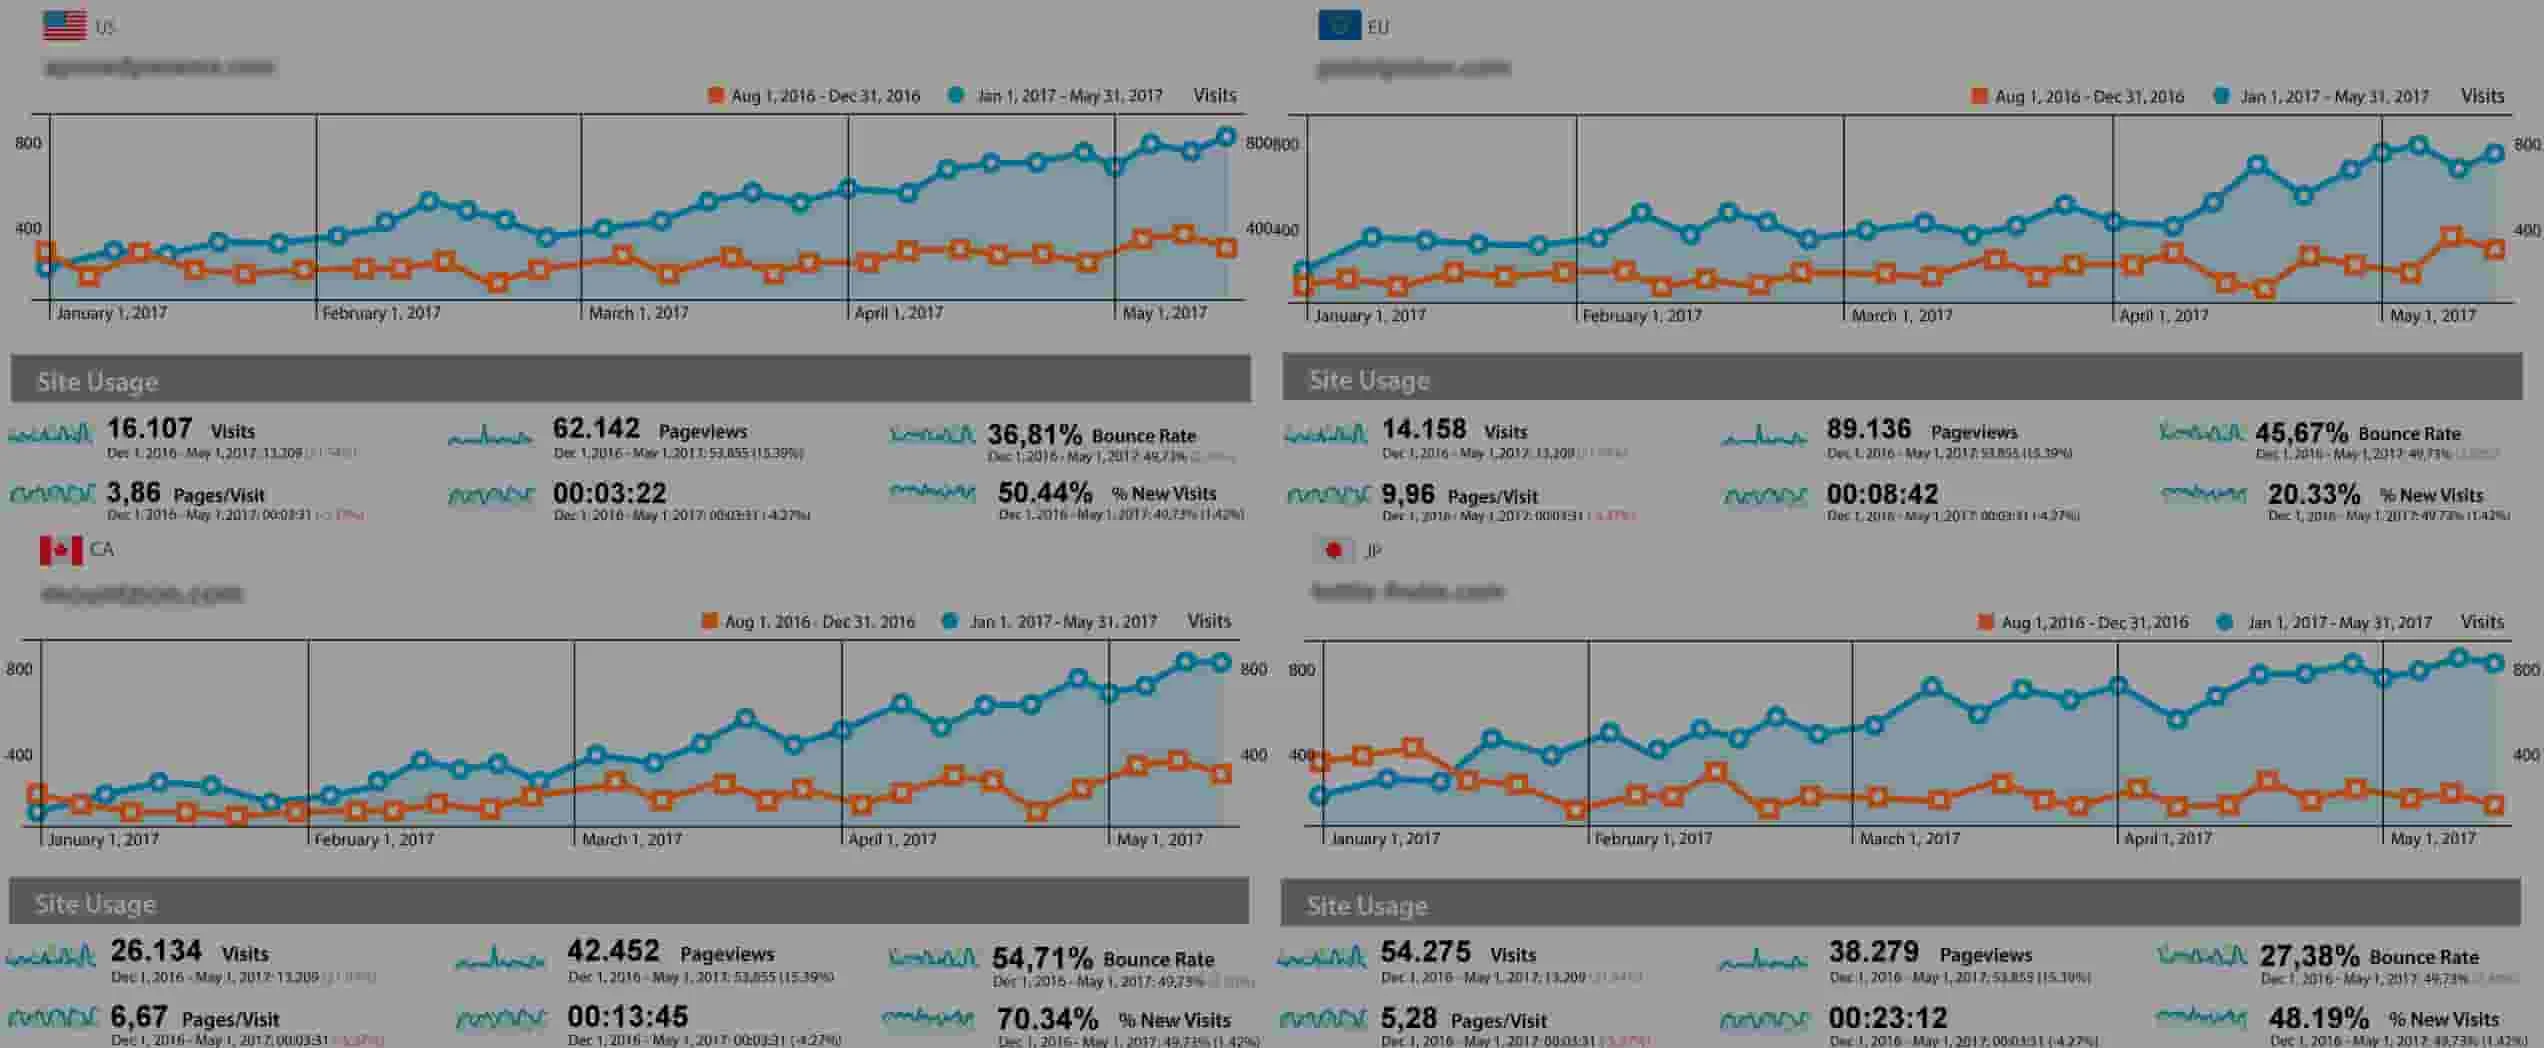 US
Aug 1, 2016 - Dec 31, 2016 Jan 1, 2017 - May 31, 2017 Visits
800 800
400 400
January 1, 2017 February 1, 2017 March 1, 2017 April 1, 2017 May 1, 2017
Site Usage
16.107 Visits 62.142 Pageviews 36,81% Bounce Rate
Dec 1, 2016 - May 1, 2017: 13,209 Dec 1, 2016 - May 1, 2017: 53,855 (15.39%) Dec 1, 2016 - May 1, 2017: 49,73%
3,86 Pages/Visit 00:03:22 50.44% % New Visits
Dec 1, 2016 - May 1, 2017: 00:03:31 Dec 1, 2016 - May 1, 2017: 00:03:31 (-4.27%) Dec 1, 2016 - May 1, 2017: 49,73% (1.42%)
EU
Aug 1, 2016 - Dec 31, 2016 Jan 1, 2017 - May 31, 2017 Visits
800 800
400 400
January 1, 2017 February 1, 2017 March 1, 2017 April 1, 2017 May 1, 2017
Site Usage
14.158 Visits 89.136 Pageviews 45,67% Bounce Rate
Dec 1, 2016 - May 1, 2017: 13,209 Dec 1, 2016 - May 1, 2017: 53,855 (15.39%) Dec 1, 2016 - May 1, 2017: 49,73%
9,96 Pages/Visit 00:08:42 20.33% % New Visits
Dec 1, 2016 - May 1, 2017: 00:03:31 Dec 1, 2016 - May 1, 2017: 00:03:31 (-4.27%) Dec 1, 2016 - May 1, 2017: 49,73% (1.42%)
CA
Aug 1, 2016 - Dec 31, 2016 Jan 1, 2017 - May 31, 2017 Visits
800 800
400 400
January 1, 2017 February 1, 2017 March 1, 2017 April 1, 2017 May 1, 2017
Site Usage
26.134 Visits 42.452 Pageviews 54,71% Bounce Rate
Dec 1, 2016 - May 1, 2017: 13,209 Dec 1, 2016 - May 1, 2017: 53,855 (15.39%) Dec 1, 2016 - May 1, 2017: 49,73%
6,67 Pages/Visit 00:13:45 70.34% % New Visits
Dec 1, 2016 - May 1, 2017: 00:03:31 Dec 1, 2016 - May 1, 2017: 00:03:31 (-4.27%) Dec 1, 2016 - May 1, 2017: 49,73% (1.42%)
JP
Aug 1, 2016 - Dec 31, 2016 Jan 1, 2017 - May 31, 2017 Visits
800 800
400 400
January 1, 2017 February 1, 2017 March 1, 2017 April 1, 2017 May 1, 2017
Site Usage
54.275 Visits 38.279 Pageviews 27,38% Bounce Rate
Dec 1, 2016 - May 1, 2017: 13,209 Dec 1, 2016 - May 1, 2017: 53,855 (15.39%) Dec 1, 2016 - May 1, 2017: 49,73%
5,28 Pages/Visit 00:23:12 48.19% % New Visits
Dec 1, 2016 - May 1, 2017: 00:03:31 Dec 1, 2016 - May 1, 2017: 00:03:31 (-4.27%) Dec 1, 2016 - May 1, 2017: 49,73% (1.42%)